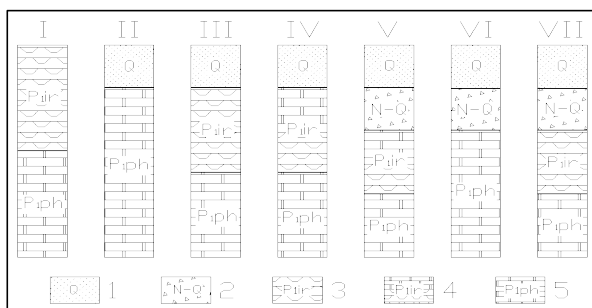 I II III IV V VI VII
Q Q Q Q Q Q
P₁ir N-Q N-Q N-Q
P₁ir P₁ir
P₁ir P₁ir
P₁ph P₁ph
P₁ph P₁ph P₁ph P₁ph P₁ph
Q 1 N-Q 2 P₁ir 3 P₁ir 4 P₁ph 5